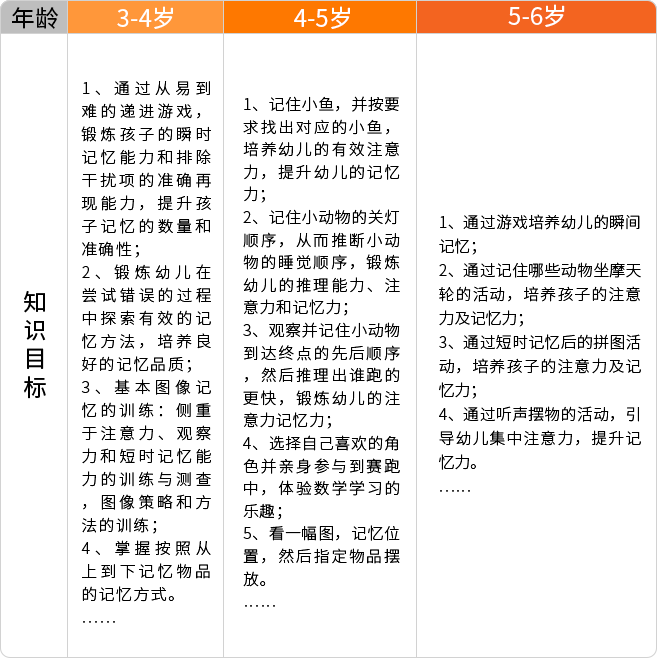 年龄
3-4岁
4-5岁
5-6岁
知
识
目
标
1、通过从易到
难的递进游戏，
锻炼孩子的瞬时
记忆能力和排除
干扰项的准确再
现能力，提升孩
子记忆的数量和
准确性；
2、锻炼幼儿在
尝试错误的过程
中探索有效的记
忆方法，培养良
好的记忆品质；
3、基本图像记
忆的训练：侧重
于注意力、观察
力和短时记忆能
力的训练与测查
，图像策略和方
法的训练；
4、掌握按照从
上到下记忆物品
的记忆方式。
……
1、记住小鱼，并按要
求找出对应的小鱼，
培养幼儿的有效注意
力，提升幼儿的记忆
力；
2、记住小动物的关灯
顺序，从而推断小动
物的睡觉顺序，锻炼
幼儿的推理能力、注
意力和记忆力；
3、观察并记住小动物
到达终点的先后顺序
，然后推理出谁跑的
更快，锻炼幼儿的注
意力记忆力；
4、选择自己喜欢的角
色并亲身参与到赛跑
中，体验数学学习的
乐趣；
5、看一幅图，记忆位
置，然后指定物品摆
放。
……
1、通过游戏培养幼儿的瞬间
记忆；
2、通过记住哪些动物坐摩天
轮的活动，培养孩子的注意
力及记忆力；
3、通过短时记忆后的拼图活
动，培养孩子的注意力及记
忆力；
4、通过听声摆物的活动，引
导幼儿集中注意力，提升记
忆力。
……